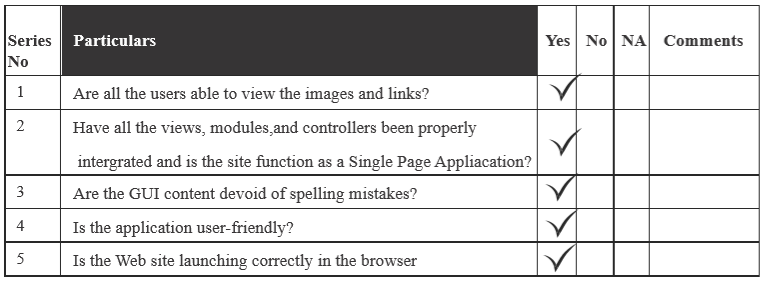 Series No Particulars Yes No NA Comments
1 Are all the users able to view the images and links?
2 Have all the views, modules,and controllers been properly
intergrated and is the site function as a Single Page Appliacation?
3 Are the GUI content devoid of spelling mistakes?
4 Is the application user-friendly?
5 Is the Web site launching correctly in the browser